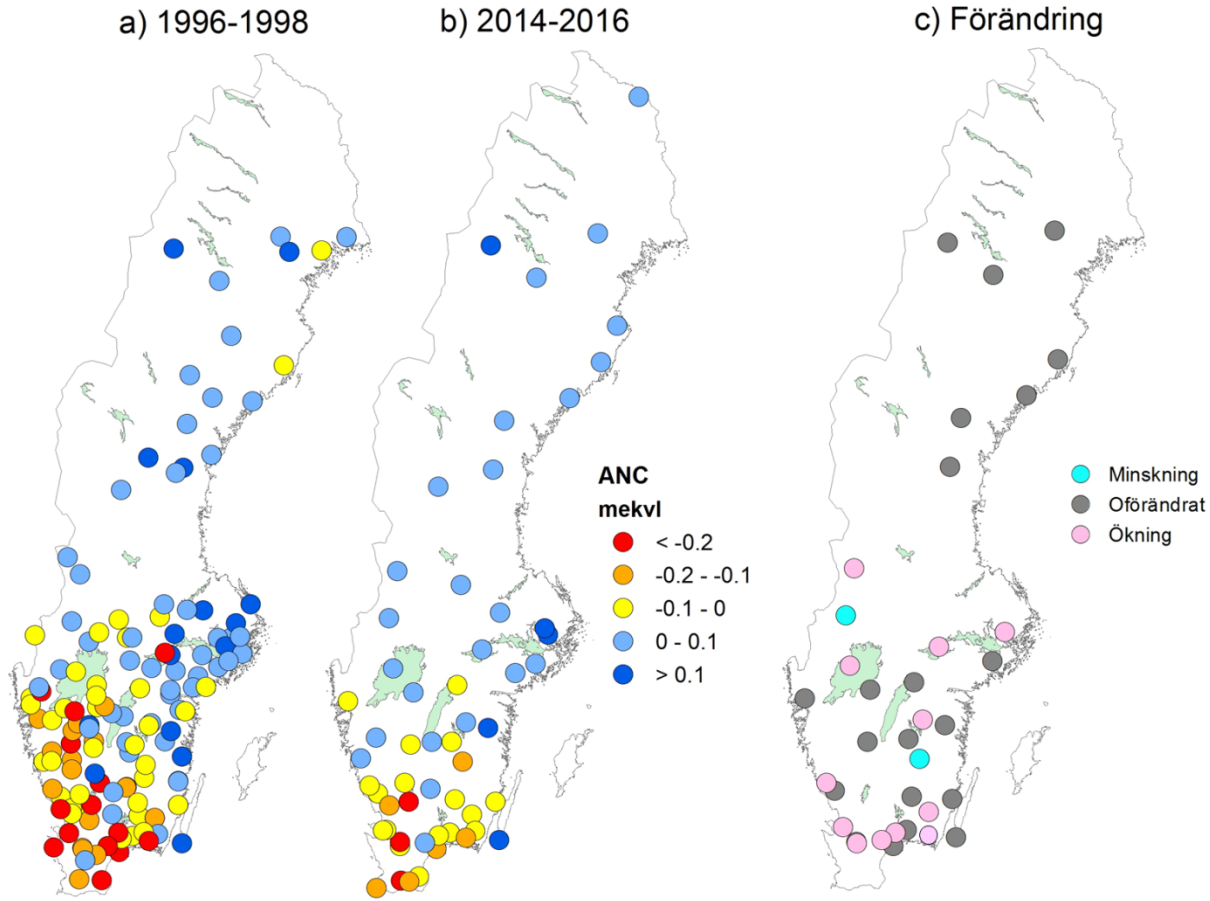 a) 1996-1998
b) 2014-2016
c) Förändring
ANC
mekvl
< -0.2
-0.2 - -0.1
-0.1 - 0
0 - 0.1
> 0.1
Minskning
Oförändrat
Ökning